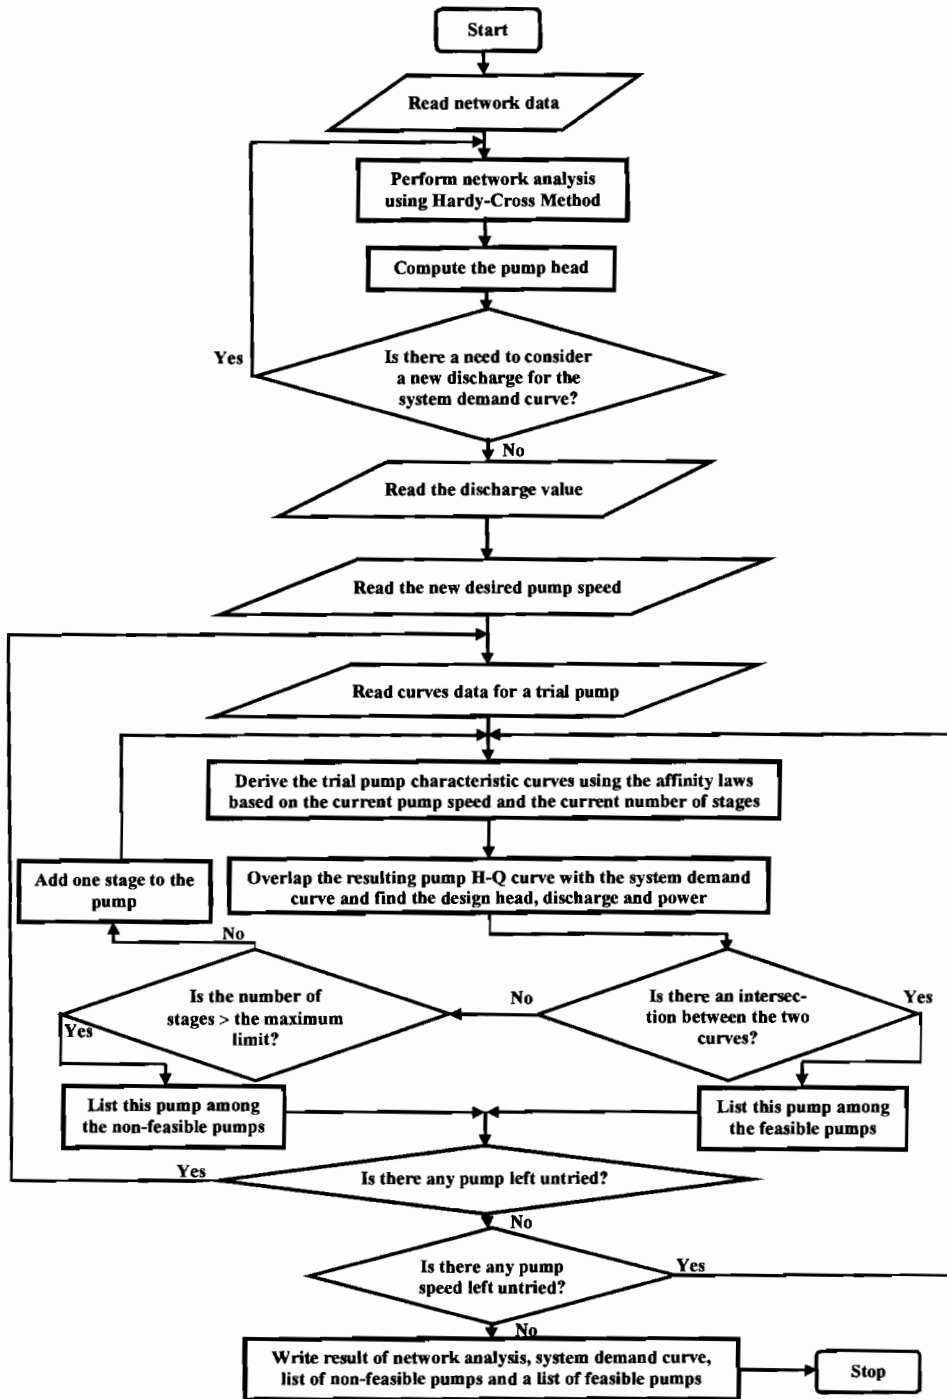 Start
Read network data
Perform network analysis
using Hardy-Cross Method
Compute the pump head
Yes
Is there a need to consider
a new discharge for the
system demand curve?
No
Read the discharge value
Read the new desired pump speed
Read curves data for a trial pump
Derive the trial pump characteristic curves using the affinity laws
based on the current pump speed and the current number of stages
Add one stage to the
pump
Overlap the resulting pump H-Q curve with the system demand
curve and find the design head, discharge and power
No
Is the number of
stages > the maximum
limit?
Yes
No
Is there an intersec-
tion between the two
curves?
Yes
List this pump among
the non-feasible pumps
List this pump among
the feasible pumps
Yes
Is there any pump left untried?
No
Is there any pump
speed left untried?
Yes
No
Write result of network analysis, system demand curve,
list of non-feasible pumps and a list of feasible pumps
Stop